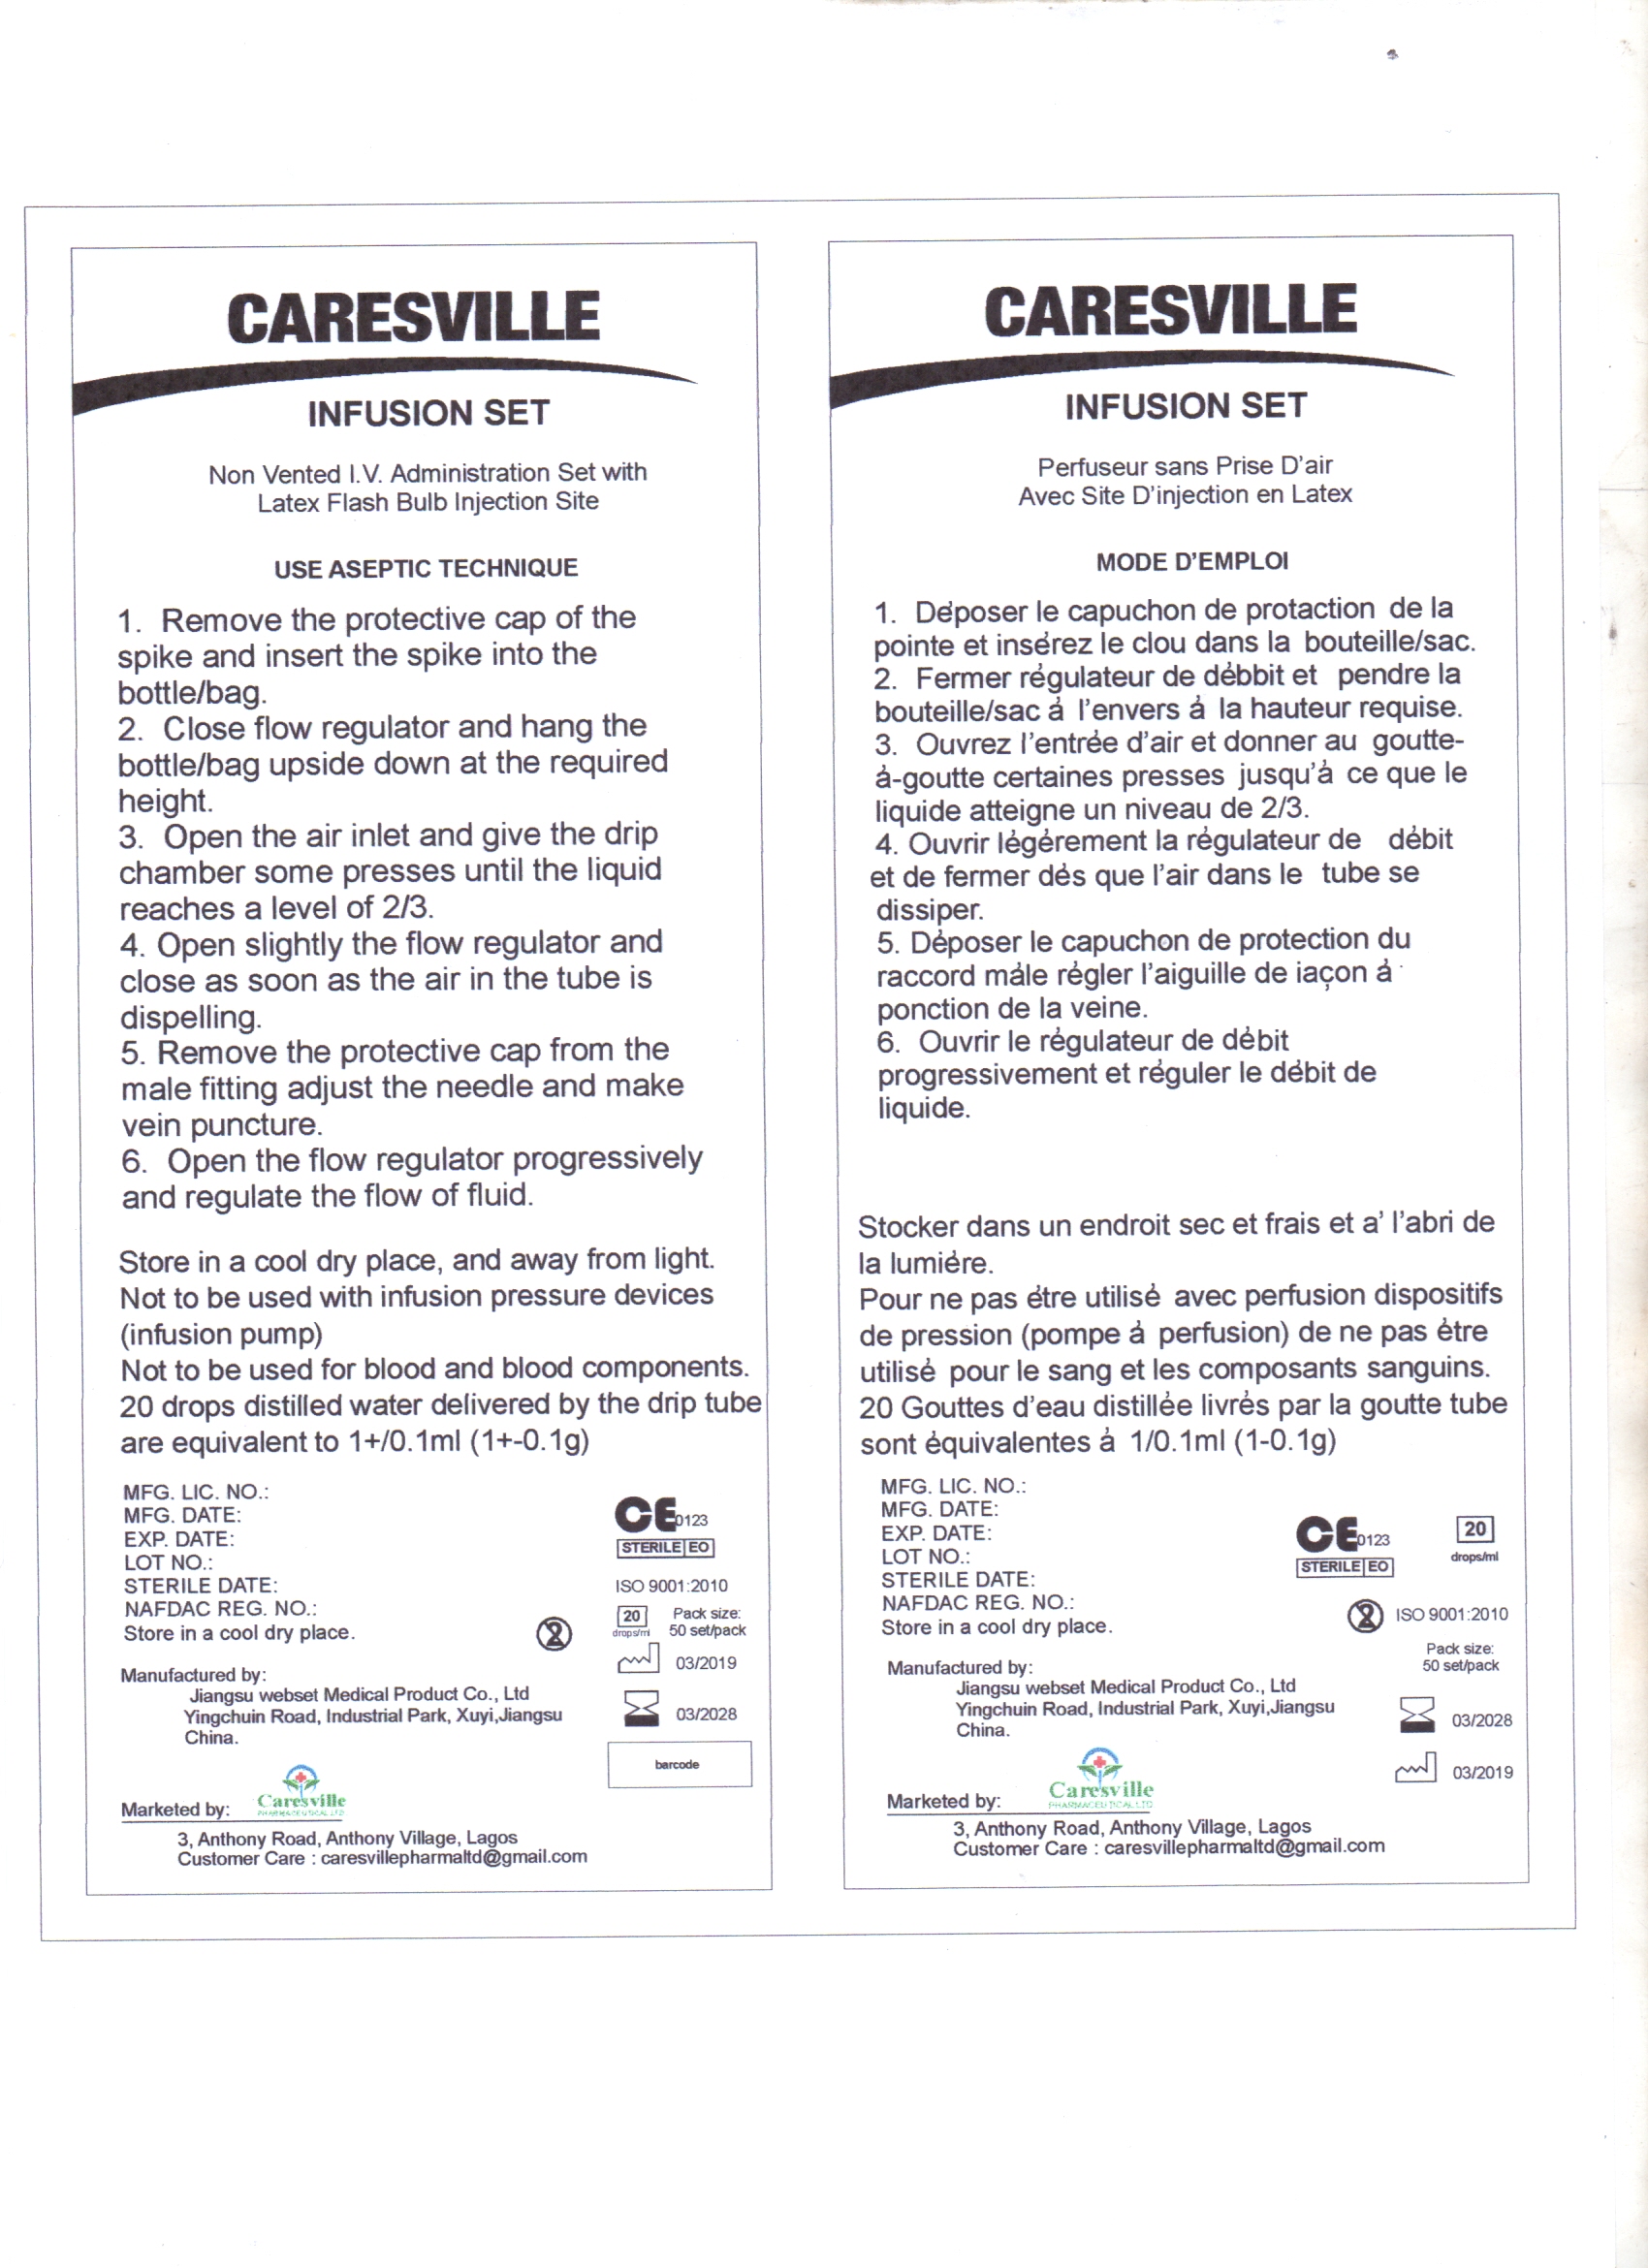 CARESVILLE
INFUSION SET
Non Vented I.V. Administration Set with
Latex Flash Bulb Injection Site
USE ASEPTIC TECHNIQUE
1. Remove the protective cap of the
spike and insert the spike into the
bottle/bag.
2. Close flow regulator and hang the
bottle/bag upside down at the required
height.
3. Open the air inlet and give the drip
chamber some presses until the liquid
reaches a level of 2/3.
4. Open slightly the flow regulator and
close as soon as the air in the tube is
dispelling.
5. Remove the protective cap from the
male fitting adjust the needle and make
vein puncture.
6. Open the flow regulator progressively
and regulate the flow of fluid.
Store in a cool dry place, and away from light.
Not to be used with infusion pressure devices
(infusion pump)
Not to be used for blood and blood components.
20 drops distilled water delivered by the drip tube
are equivalent to 1+/0.1ml (1+-0.1g)
MFG. LIC. NO.:
MFG. DATE:
EXP. DATE:
LOT NO.:
STERILE DATE:
NAFDAC REG. NO.:
Store in a cool dry place.
CE0123
STERILE EO
ISO 9001:2010
20
drops/ml
Pack size:
50 set/pack
2
03/2019
03/2028
barcode
Manufactured by:
Jiangsu webset Medical Product Co., Ltd
Yingchuin Road, Industrial Park, Xuyi,Jiangsu
China.
Marketed by:
Caresville
PHARMACEUTICAL LTD
3, Anthony Road, Anthony Village, Lagos
Customer Care : caresvillepharmaltd@gmail.com
CARESVILLE
INFUSION SET
Perfuseur sans Prise D'air
Avec Site D'injection en Latex
MODE D'EMPLOI
1. Déposer le capuchon de protaction de la
pointe et insérez le clou dans la bouteille/sac.
2. Fermer régulateur de débbit et pendre la
bouteille/sac á l'envers á la hauteur requise.
3. Ouvrez l'entrée d'air et donner au goutte-
á-goutte certaines presses jusqu'á ce que le
liquide atteigne un niveau de 2/3.
4. Ouvrir légérement la régulateur de débit
et de fermer dés que l'air dans le tube se
dissiper.
5. Déposer le capuchon de protection du
raccord mále régler l'aiguille de iaçon á
ponction de la veine.
6. Ouvrir le régulateur de débit
progressivement et réguler le débit de
liquide.
Stocker dans un endroit sec et frais et a' l'abri de
la lumiére.
Pour ne pas étre utilisé avec perfusion dispositifs
de pression (pompe á perfusion) de ne pas étre
utilisé pour le sang et les composants sanguins.
20 Gouttes d'eau distillée livrés par la goutte tube
sont équivalentes á 1/0.1ml (1-0.1g)
MFG. LIC. NO.:
MFG. DATE:
EXP. DATE:
LOT NO.:
STERILE DATE:
NAFDAC REG. NO.:
Store in a cool dry place.
CE0123
STERILE EO
20
drops/ml
2
ISO 9001:2010
Pack size:
50 set/pack
03/2028
03/2019
Manufactured by:
Jiangsu webset Medical Product Co., Ltd
Yingchuin Road, Industrial Park, Xuyi,Jiangsu
China.
Marketed by:
Caresville
PHARMACEUTICAL LTD
3, Anthony Road, Anthony Village, Lagos
Customer Care : caresvillepharmaltd@gmail.com